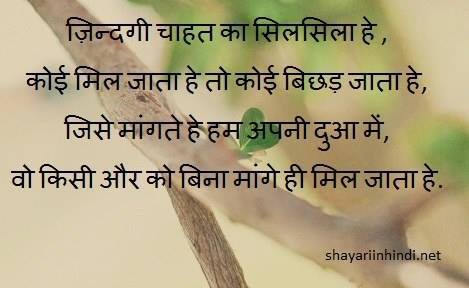 ज़िन्दगी चाहत का सिलसिला हे ,
कोई मिल जाता हे तो कोई बिछड़ जाता हे,
जिसे मांगते हे हम अपनी दुआ में,
वो किसी और को बिना मांगे ही मिल जाता हे.
shayariinhindi.net